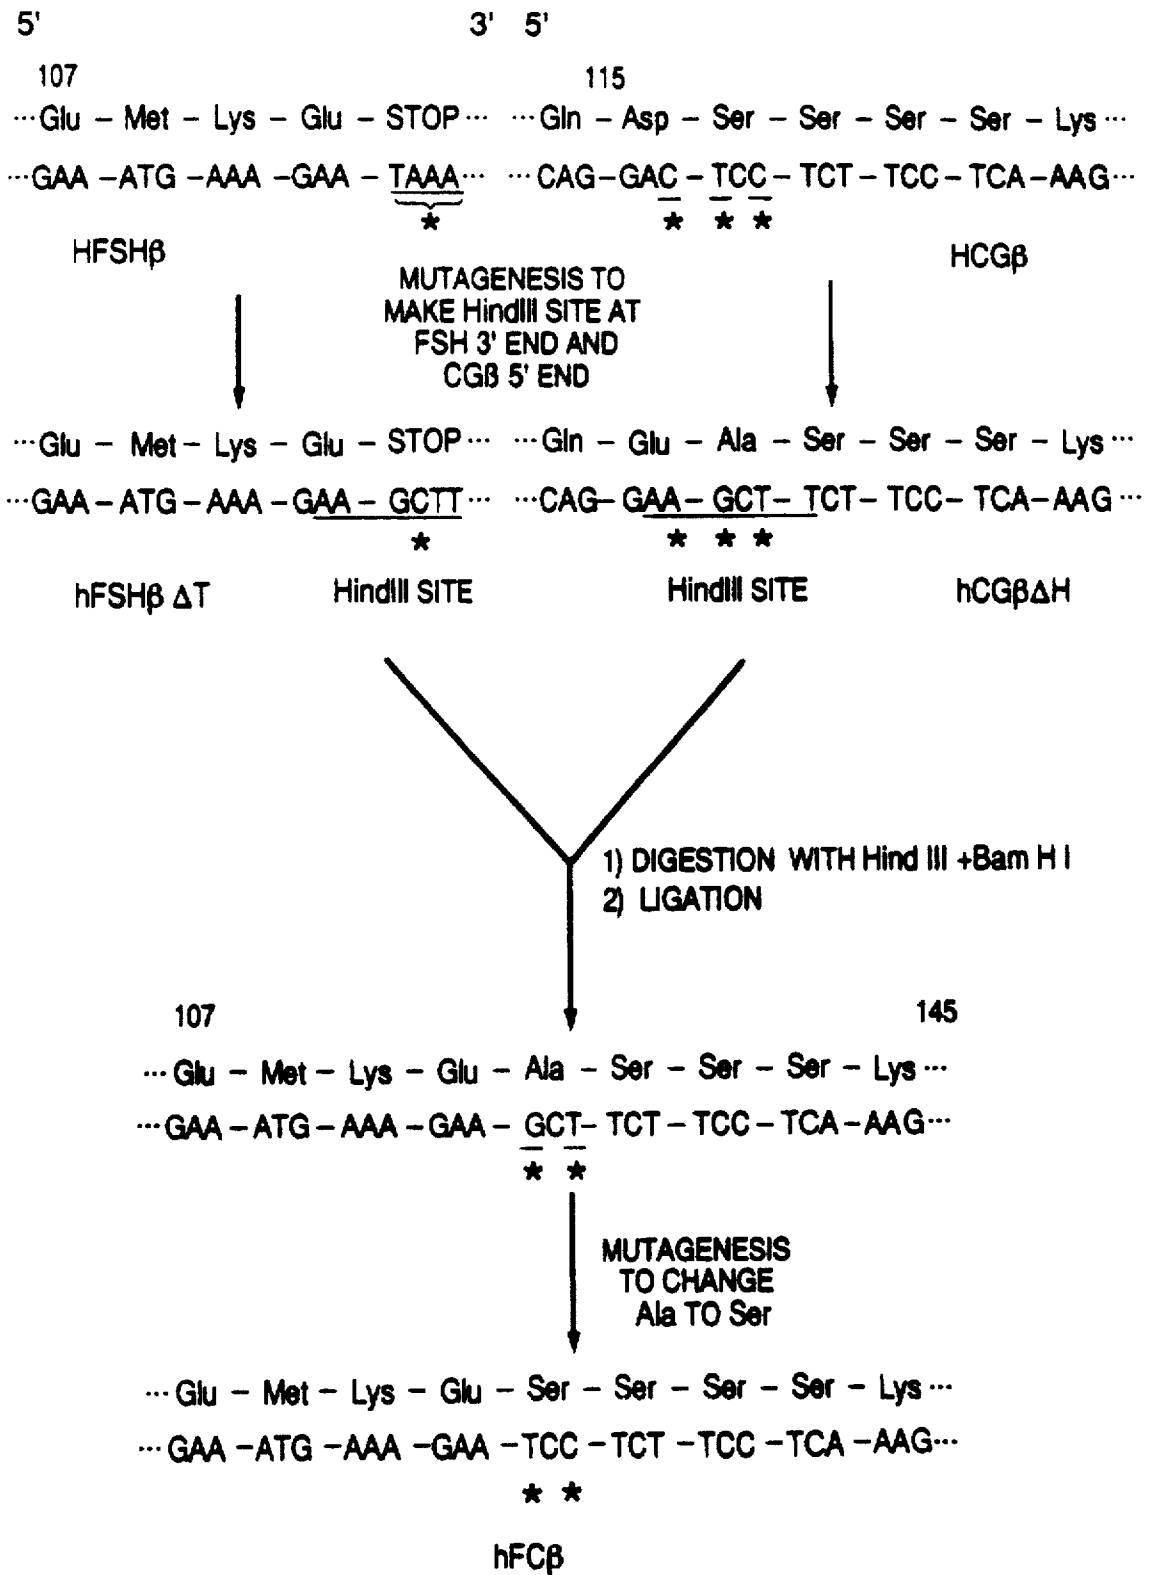 5' 3' 5'
107 115
···Glu – Met – Lys – Glu – STOP··· ···Gln – Asp – Ser – Ser – Ser – Ser – Lys···
···GAA –ATG –AAA –GAA – TAAA··· ···CAG–GAC – TCC – TCT – TCC – TCA – AAG···
* * * *
HFSHβ HCGβ
MUTAGENESIS TO
MAKE HindIII SITE AT
FSH 3' END AND
CGβ 5' END
···Glu – Met – Lys – Glu – STOP··· ···Gln – Glu – Ala – Ser – Ser – Ser – Lys···
···GAA – ATG – AAA – GAA – GCTT··· ···CAG– GAA – GCT – TCT – TCC – TCA – AAG···
* * * *
hFSHβ ΔT HindIII SITE HindIII SITE hCGβΔH
1) DIGESTION WITH Hind III +Bam H I
2) LIGATION
107 145
···Glu – Met – Lys – Glu – Ala – Ser – Ser – Ser – Lys···
···GAA –ATG –AAA –GAA – GCT– TCT – TCC – TCA –AAG···
* *
MUTAGENESIS
TO CHANGE
Ala TO Ser
···Glu – Met – Lys – Glu – Ser – Ser – Ser – Ser – Lys···
···GAA –ATG –AAA –GAA –TCC –TCT –TCC –TCA –AAG···
* *
hFCβ